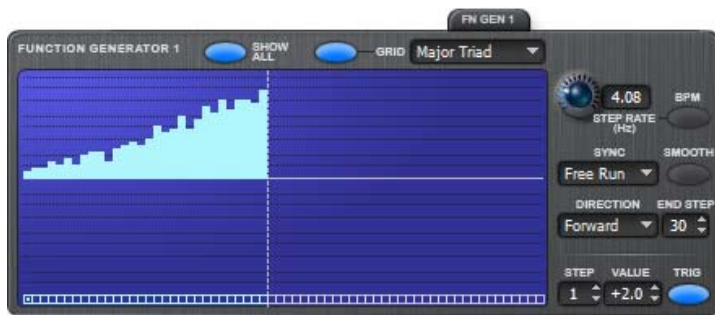 FN GEN 1
FUNCTION GENERATOR 1
SHOW
ALL
GRID
Major Triad
4.08
BPM
STEP RATE
(Hz)
SYNC
SMOOTH
Free Run
DIRECTION
END STEP
Forward
30
STEP
VALUE
TRIG
1
+2.0